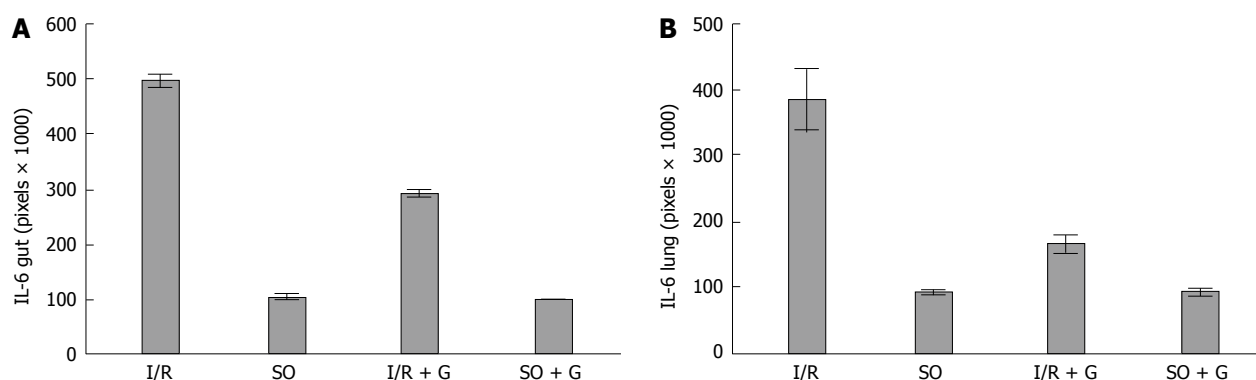 A
IL-6 gut (pixels × 1000)
600
500
400
300
200
100
0
I/R SO I/R + G SO + G
B
IL-6 lung (pixels × 1000)
500
400
300
200
100
0
I/R SO I/R + G SO + G